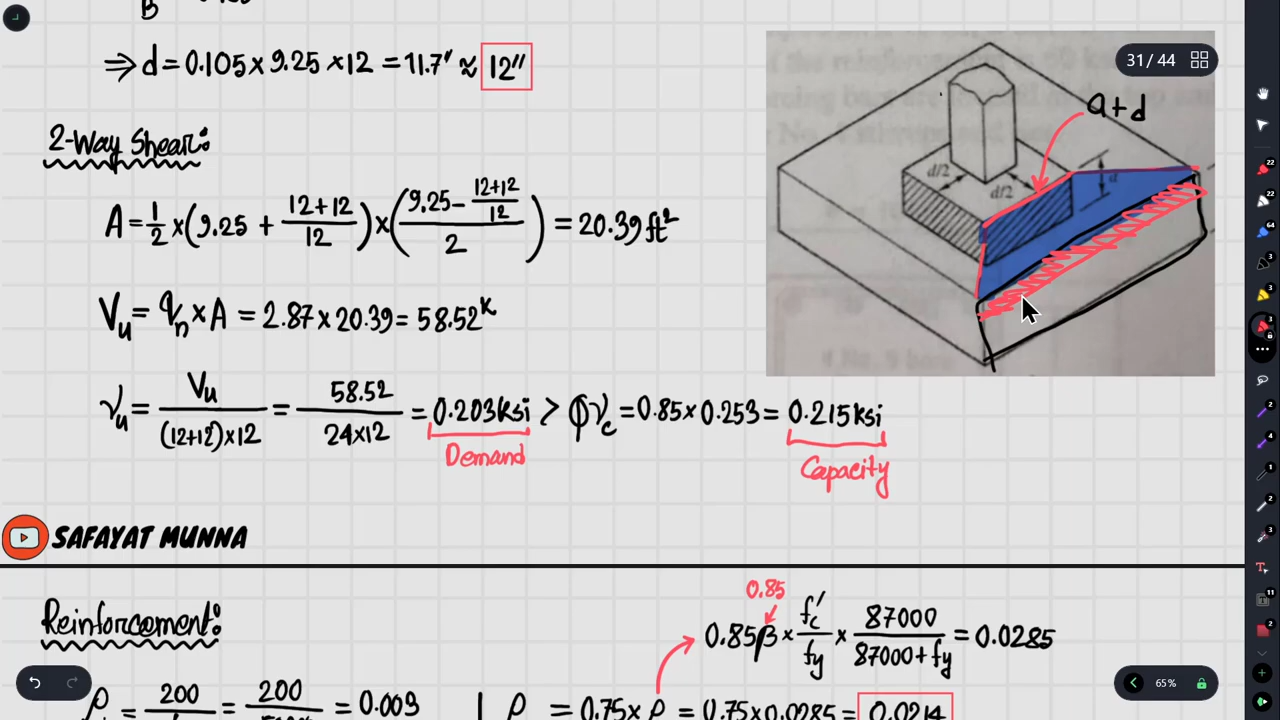 B
⇒ d = 0.105 × 9.25 × 12 = 11.7" ≈ 12"
31 / 44
a+d
d/2
d/2
d
2-Way Shear:
A = 1/2 × (9.25 + (12+12)/12) × ((9.25 - (12+12)/12)/2) = 20.39 ft²
Vu = qn × A = 2.87 × 20.39 = 58.52k
νu = Vu/((12+12)×12) = 58.52/(24×12) = 0.203 ksi > φνc = 0.85 × 0.253 = 0.215 ksi
Demand
Capacity
SAFAYAT MUNNA
Reinforcement:
0.85
0.85β × fc'/fy × 87000/(87000+fy) = 0.0285
= 200/ = 200/ = 0.003
ρ = 0.75 × ρ = 0.75 × 0.0285 = 0.0214
65%